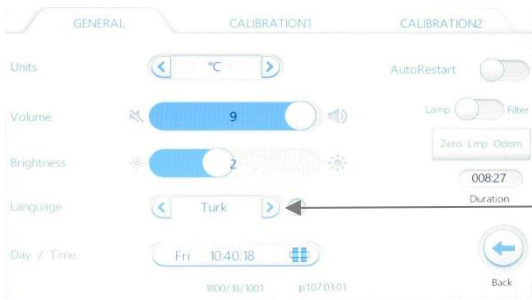 GENERAL CALIBRATION1 CALIBRATION2
Units °C AutoRestart
Volume 9 Lamp Filter
Zero Lmp Odom
Brightness 2
008:27
Duration
Language Turk
Day / Time Fri 10:40:18
Back
1800/18/1001 p107.03.01